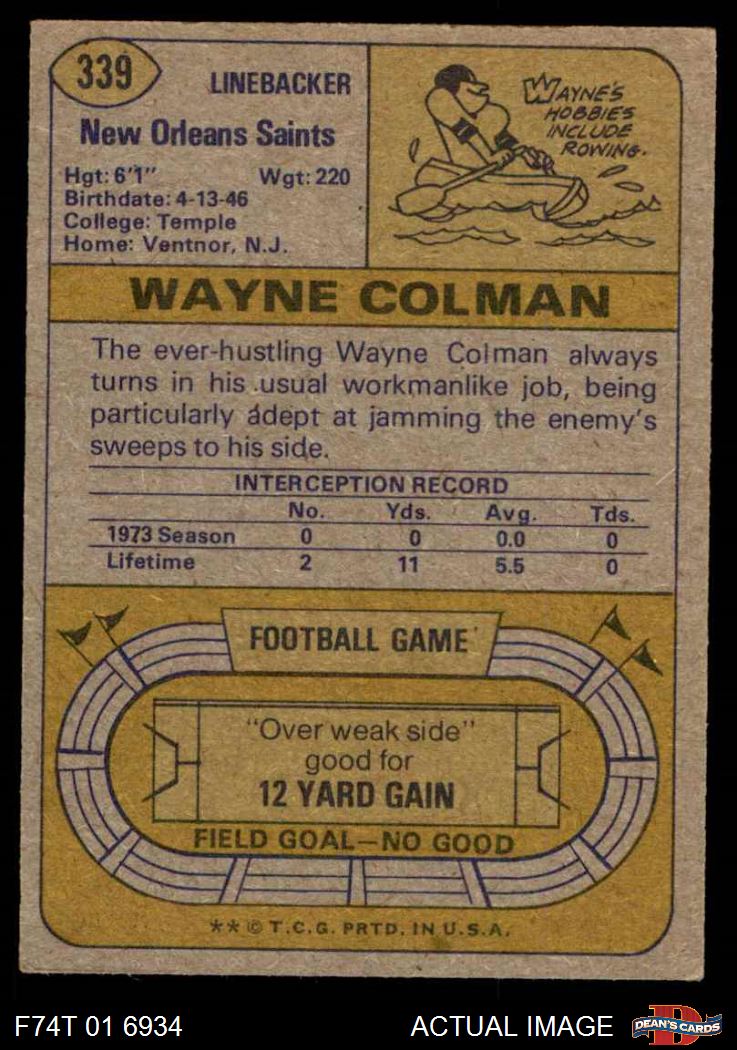 339
LINEBACKER
New Orleans Saints
Hgt: 6'1" Wgt: 220
Birthdate: 4-13-46
College: Temple
Home: Ventnor, N.J.
WAYNE'S
HOBBIES
INCLUDE
ROWING.
WAYNE COLMAN
The ever-hustling Wayne Colman always
turns in his usual workmanlike job, being
particularly adept at jamming the enemy's
sweeps to his side.
INTERCEPTION RECORD
No. Yds. Avg. Tds.
1973 Season 0 0 0.0 0
Lifetime 2 11 5.5 0
FOOTBALL GAME
"Over weak side"
good for
12 YARD GAIN
FIELD GOAL—NO GOOD
** © T.C.G. PRTD. IN U.S.A.
F74T 01 6934 ACTUAL IMAGE
DEAN'S CARDS